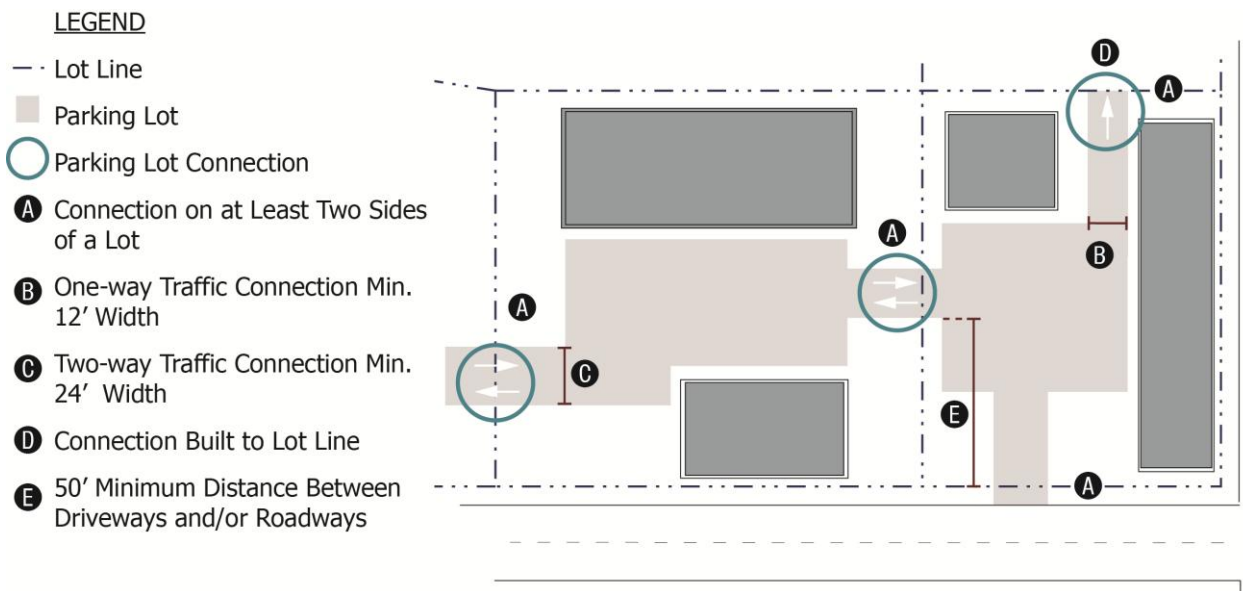 LEGEND
Lot Line
Parking Lot
Parking Lot Connection
A Connection on at Least Two Sides
of a Lot
B One-way Traffic Connection Min.
12' Width
C Two-way Traffic Connection Min.
24' Width
D Connection Built to Lot Line
E 50' Minimum Distance Between
Driveways and/or Roadways
D
A
A
B
A
C
E
A